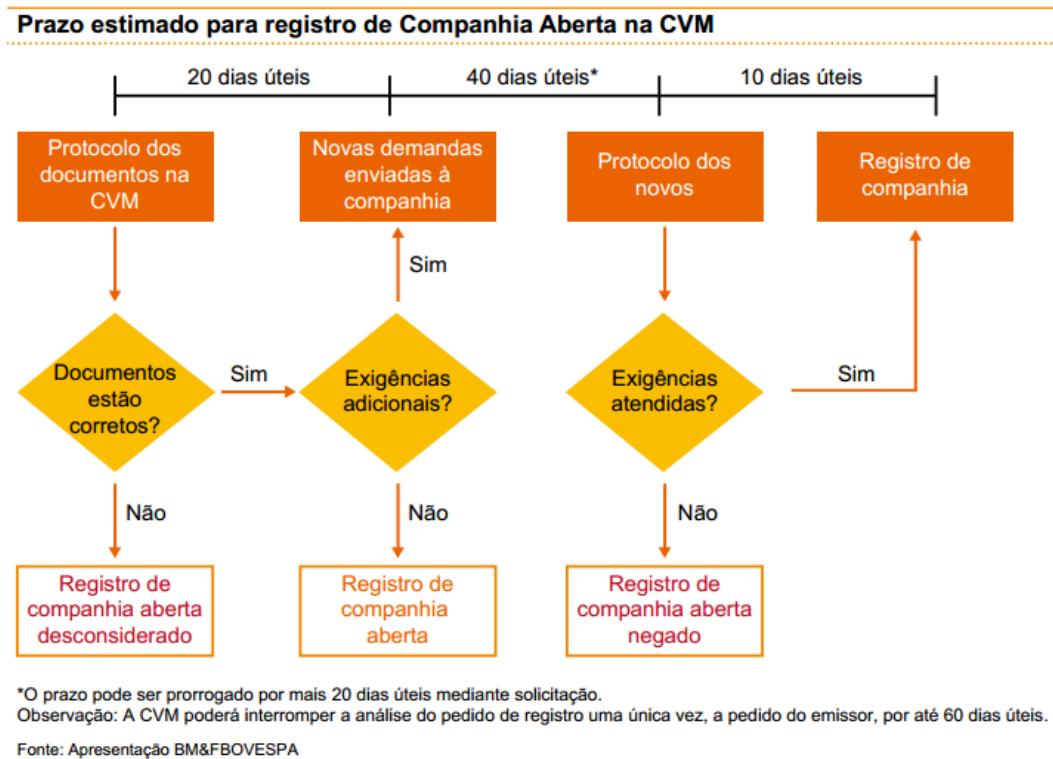 Prazo estimado para registro de Companhia Aberta na CVM
20 dias úteis
40 dias úteis*
10 dias úteis
Protocolo dos
documentos na
CVM
Novas demandas
enviadas à
companhia
Protocolo dos
novos
Registro de
companhia
Sim
Documentos
estão
corretos?
Sim
Exigências
adicionais?
Exigências
atendidas?
Sim
Não
Não
Não
Registro de
companhia aberta
desconsiderado
Registro de
companhia
aberta
Registro de
companhia aberta
negado
*O prazo pode ser prorrogado por mais 20 dias úteis mediante solicitação.
Observação: A CVM poderá interromper a análise do pedido de registro uma única vez, a pedido do emissor, por até 60 dias úteis.
Fonte: Apresentação BM&FBOVESPA